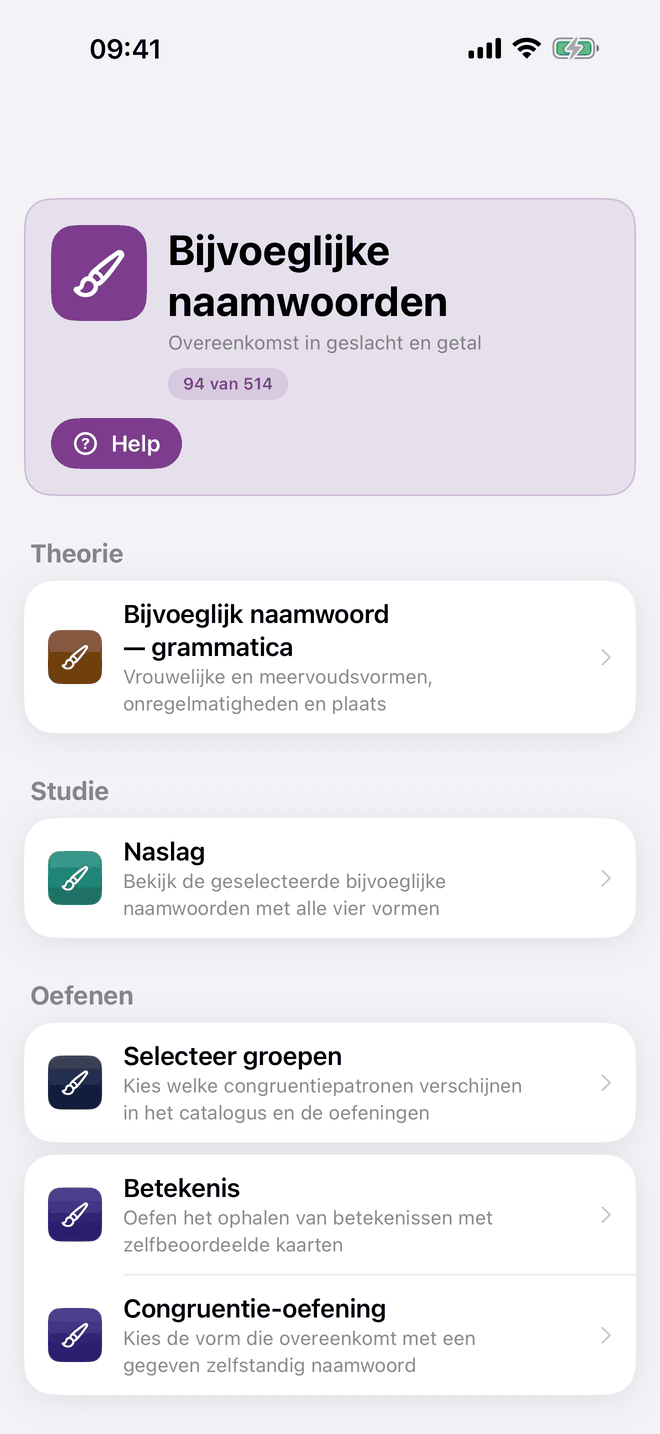 09:41
Bijvoeglijke
naamwoorden
Overeenkomst in geslacht en getal
94 van 514
Help
Theorie
Bijvoeglijk naamwoord
— grammatica
Vrouwelijke en meervoudsvormen,
onregelmatigheden en plaats
Studie
Naslag
Bekijk de geselecteerde bijvoeglijke
naamwoorden met alle vier vormen
Oefenen
Selecteer groepen
Kies welke congruentiepatronen verschijnen
in het catalogus en de oefeningen
Betekenis
Oefen het ophalen van betekenissen met
zelfbeoordeelde kaarten
Congruentie-oefening
Kies de vorm die overeenkomt met een
gegeven zelfstandig naamwoord